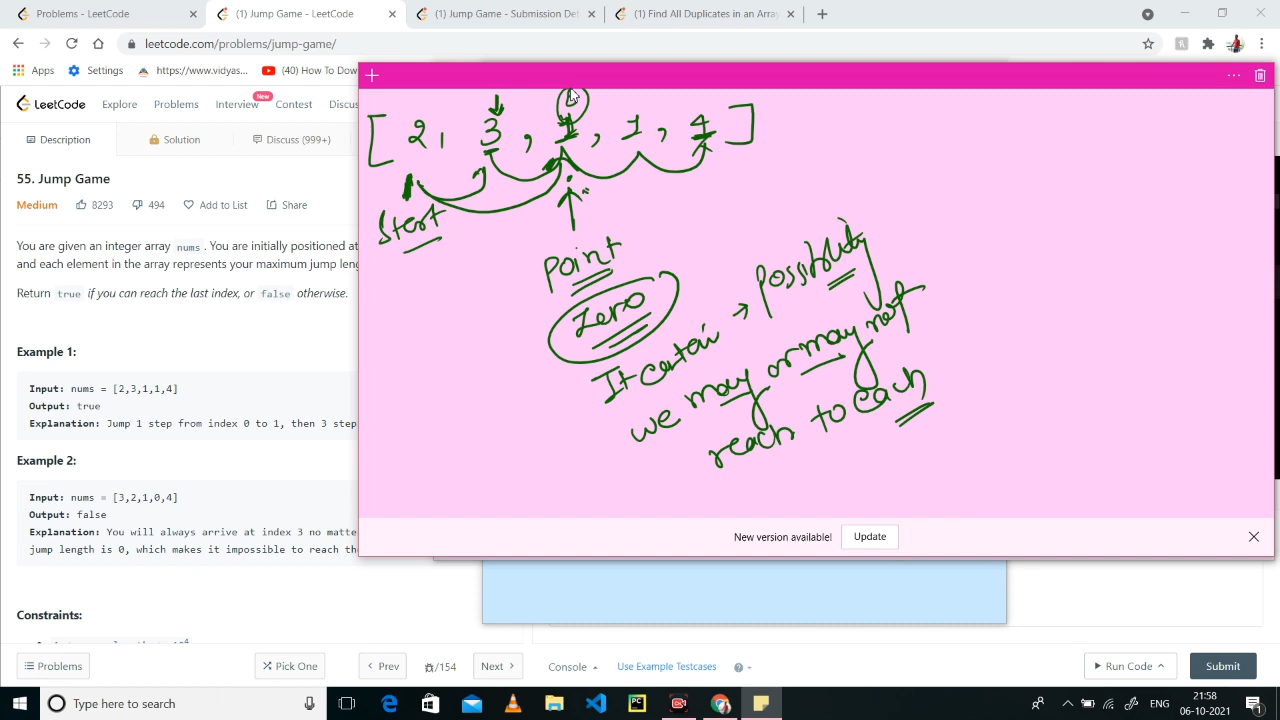 Problems - LeetCode
(1) Jump Game - LeetCode
(1) Jump Game - Submission Det
(1) Find All Duplicates in an Array
leetcode.com/problems/jump-game/
Apps
Settings
https://www.vidyas...
(40) How To Dow
LeetCode
Explore
Problems
Interview
New
Contest
Discus
Description
Solution
Discuss (999+)
55. Jump Game
Medium
8293
494
Add to List
Share
You are given an integer array nums. You are initially positioned at
and each element in the array represents your maximum jump leng
Return true if you can reach the last index, or false otherwise.
Example 1:
Input: nums = [2,3,1,1,4]
Output: true
Explanation: Jump 1 step from index 0 to 1, then 3 step
Example 2:
Input: nums = [3,2,1,0,4]
Output: false
Explanation: You will always arrive at index 3 no matte
jump length is 0, which makes it impossible to reach the
Constraints:
[ 2, 3, 1, 1, 4 ]
Start
Point
Zero
It certain → Possibility
we may or may not
reach to each
New version available!
Update
Problems
Pick One
Prev
/154
Next
Console
Use Example Testcases
Run Code
Submit
Type here to search
ENG
21:58
06-10-2021